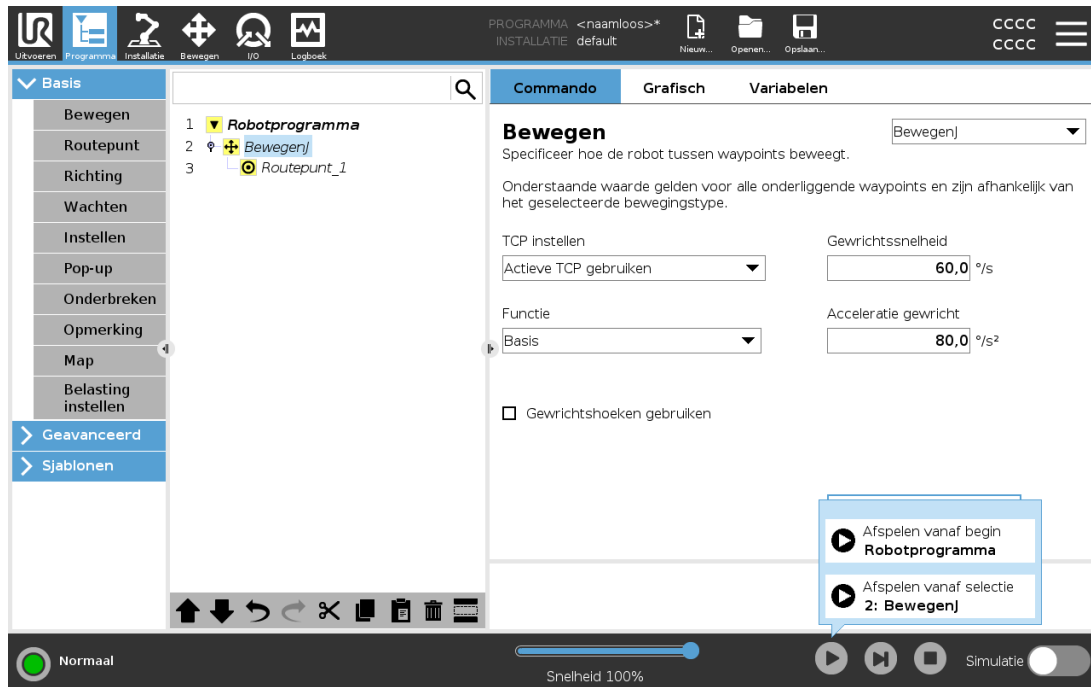 UR
PROGRAMMA <naamloos>*
INSTALLATIE default
CCCC
CCCC
Uitvoeren Programma Installatie Bewegen I/O Logboek Nieuw... Openen... Opslaan...
Basis
Bewegen
Routepunt
Richting
Wachten
Instellen
Pop-up
Onderbreken
Opmerking
Map
Belasting
instellen
Geavanceerd
Sjablonen
1 Robotprogramma
2 BewegenJ
3 Routepunt_1
Commando Grafisch Variabelen
Bewegen
BewegenJ
Specificeer hoe de robot tussen waypoints beweegt.
Onderstaande waarde gelden voor alle onderliggende waypoints en zijn afhankelijk van
het geselecteerde bewegingstype.
TCP instellen
Gewrichtssnelheid
Actieve TCP gebruiken
60,0 °/s
Functie
Acceleratie gewricht
Basis
80,0 °/s²
Gewrichtshoeken gebruiken
Afspelen vanaf begin
Robotprogramma
Afspelen vanaf selectie
2: BewegenJ
Normaal
Snelheid 100%
Simulatie